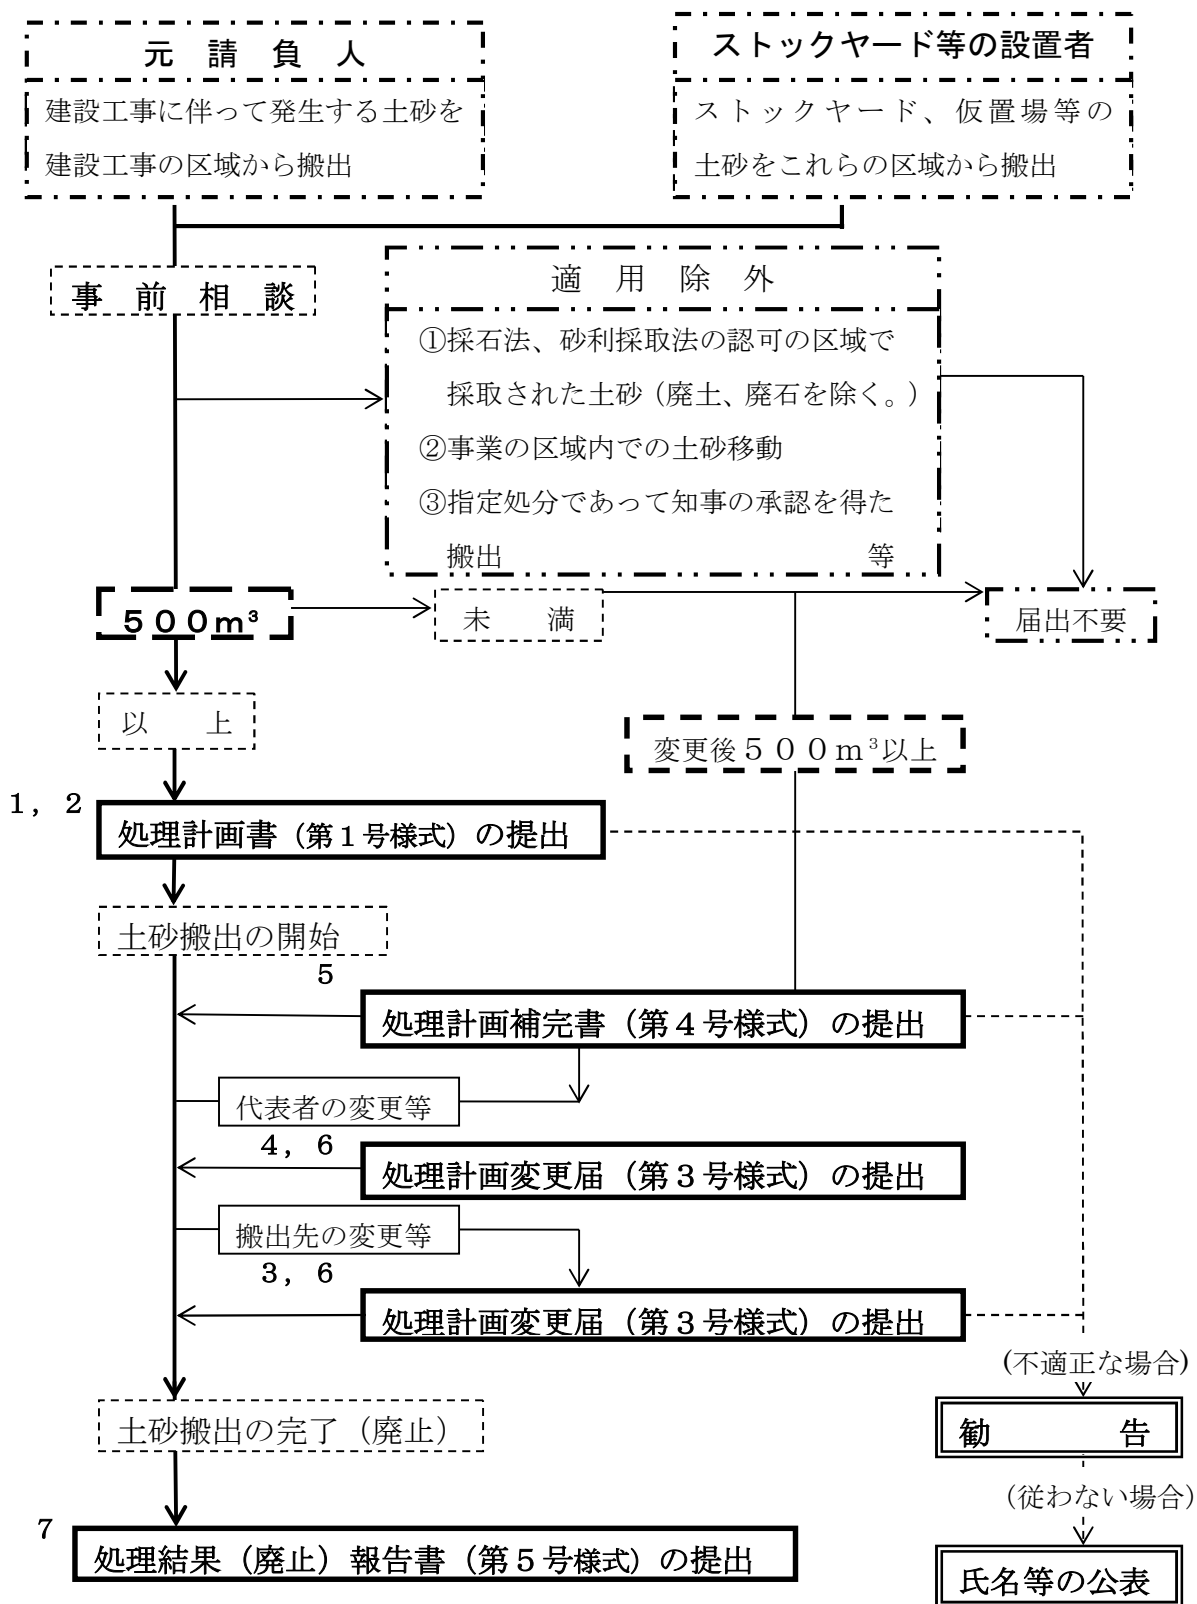 元　請　負　人
建設工事に伴って発生する土砂を
建設工事の区域から搬出
ストックヤード等の設置者
ストックヤード、仮置場等の
土砂をこれらの区域から搬出
事　前　相　談
適　用　除　外
①採石法、砂利採取法の認可の区域で
採取された土砂（廃土、廃石を除く。）
②事業の区域内での土砂移動
③指定処分であって知事の承認を得た
搬出　等
５００ｍ³
未　満
届出不要
以　上
変更後５００ｍ³以上
１，２
処理計画書（第１号様式）の提出
土砂搬出の開始
５
処理計画補完書（第４号様式）の提出
代表者の変更等
４，６
処理計画変更届（第３号様式）の提出
搬出先の変更等
３，６
処理計画変更届（第３号様式）の提出
(不適正な場合)
土砂搬出の完了（廃止）
勧　告
（従わない場合）
７
処理結果（廃止）報告書（第５号様式）の提出
氏名等の公表